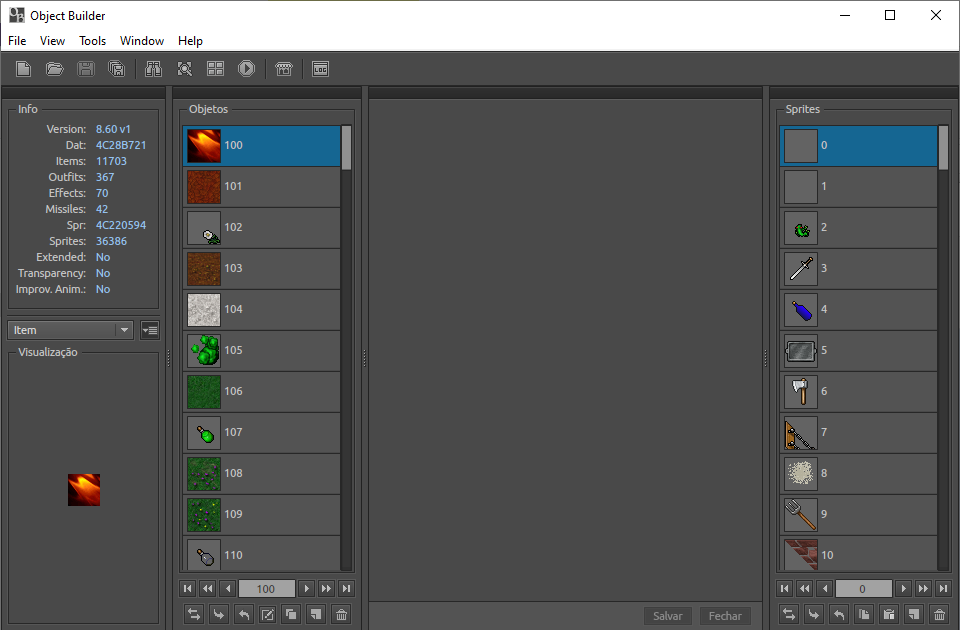 Object Builder
File View Tools Window Help
LOG
Info
Version: 8.60 v1
Dat: 4C28B721
Items: 11703
Outfits: 367
Effects: 70
Missiles: 42
Spr: 4C220594
Sprites: 36386
Extended: No
Transparency: No
Improv. Anim.: No
Item
Visualização
Objetos
100
101
102
103
104
105
106
107
108
109
110
100
Salvar Fechar
Sprites
0
1
2
3
4
5
6
7
8
9
10
0